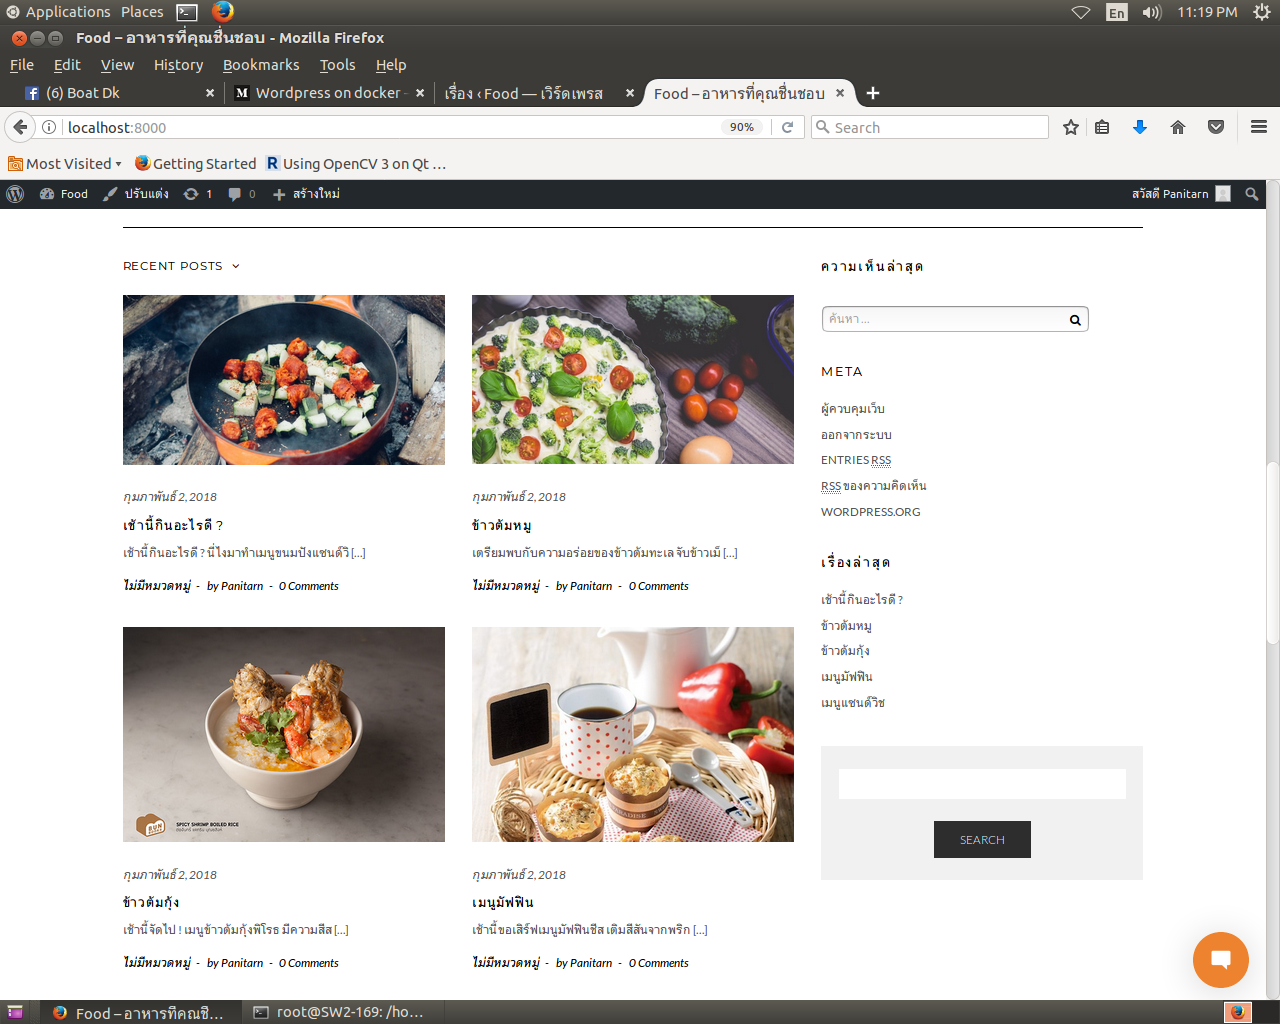 Applications Places
En 11:19 PM
Food – อาหารที่คุณชื่นชอบ - Mozilla Firefox
File Edit View History Bookmarks Tools Help
(6) Boat Dk
Wordpress on docker -
เรื่อง ‹ Food — เวิร์ดเพรส
Food – อาหารที่คุณชื่นชอบ
localhost:8000
90%
Search
Most Visited
Getting Started
Using OpenCV 3 on Qt …
Food ปรับแต่ง 1 0 สร้างใหม่
สวัสดี Panitarn
RECENT POSTS
กุมภาพันธ์ 2, 2018
เช้านี้กินอะไรดี ?
เช้านี้กินอะไรดี ? นี่ไงมาทำเมนูขนมปังแซนด์วิ [...]
ไม่มีหมวดหมู่ - by Panitarn - 0 Comments
กุมภาพันธ์ 2, 2018
ข้าวต้มหมู
เตรียมพบกับความอร่อยของข้าวต้มทะเล จับข้าวเม็ [...]
ไม่มีหมวดหมู่ - by Panitarn - 0 Comments
SPICY SHRIMP BOILED RICE
กุมภาพันธ์ 2, 2018
ข้าวต้มกุ้ง
เช้านี้จัดไป ! เมนูข้าวต้มกุ้งพิโรธ มีความสีส [...]
ไม่มีหมวดหมู่ - by Panitarn - 0 Comments
กุมภาพันธ์ 2, 2018
เมนูมัฟฟิน
เช้านี้ขอเสิร์ฟเมนูมัฟฟินชีส เติมสีสันจากพริก [...]
ไม่มีหมวดหมู่ - by Panitarn - 0 Comments
ความเห็นล่าสุด
ค้นหา ...
META
ผู้ควบคุมเว็บ
ออกจากระบบ
ENTRIES RSS
RSS ของความคิดเห็น
WORDPRESS.ORG
เรื่องล่าสุด
เช้านี้กินอะไรดี ?
ข้าวต้มหมู
ข้าวต้มกุ้ง
เมนูมัฟฟิน
เมนูแซนด์วิช
SEARCH
Food – อาหารที่คุณชื่…
root@SW2-169: /ho…